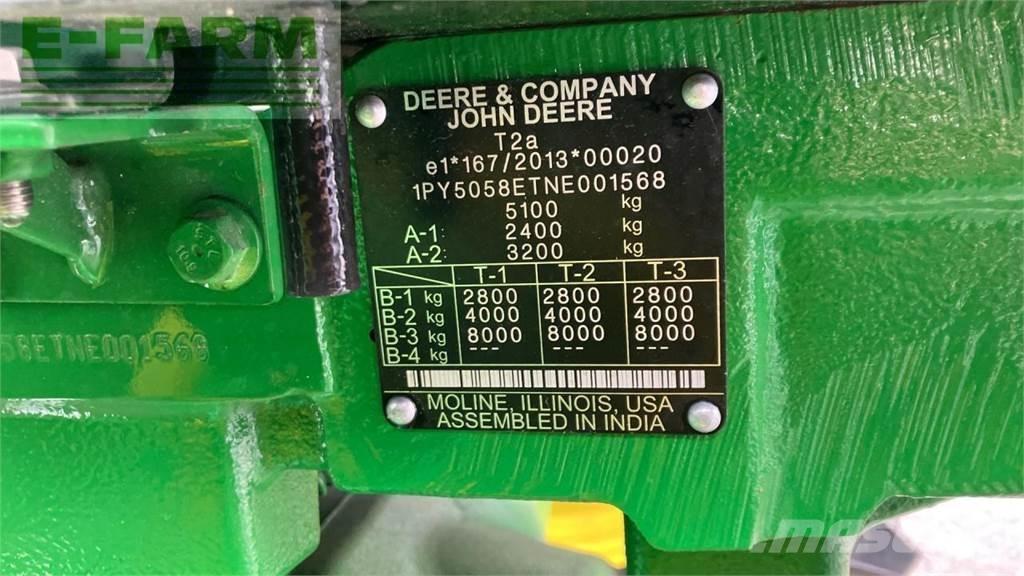 E-FARM
DEERE & COMPANY
JOHN DEERE
T2a
e1*167/2013*00020
1PY5058ETNE001568
5100 kg
A-1: 2400 kg
A-2: 3200 kg
T-1 T-2 T-3
B-1 kg 2800 2800 2800
B-2 kg 4000 4000 4000
B-3 kg 8000 8000 8000
B-4 kg --- --- ---
MOLINE, ILLINOIS, USA
ASSEMBLED IN INDIA
58ETNE001568
10.9